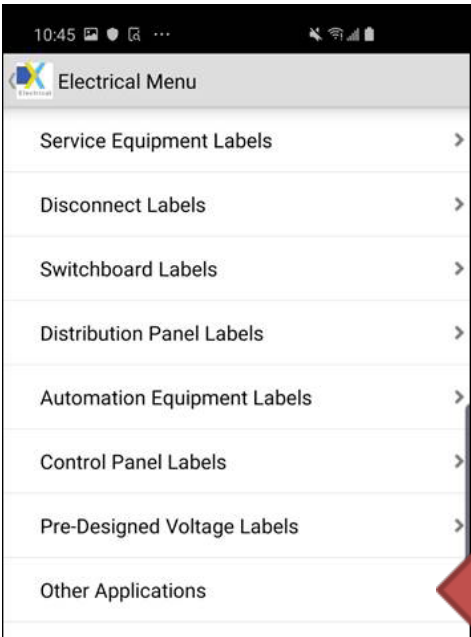 10:45
Electrical Menu
Service Equipment Labels
Disconnect Labels
Switchboard Labels
Distribution Panel Labels
Automation Equipment Labels
Control Panel Labels
Pre-Designed Voltage Labels
Other Applications